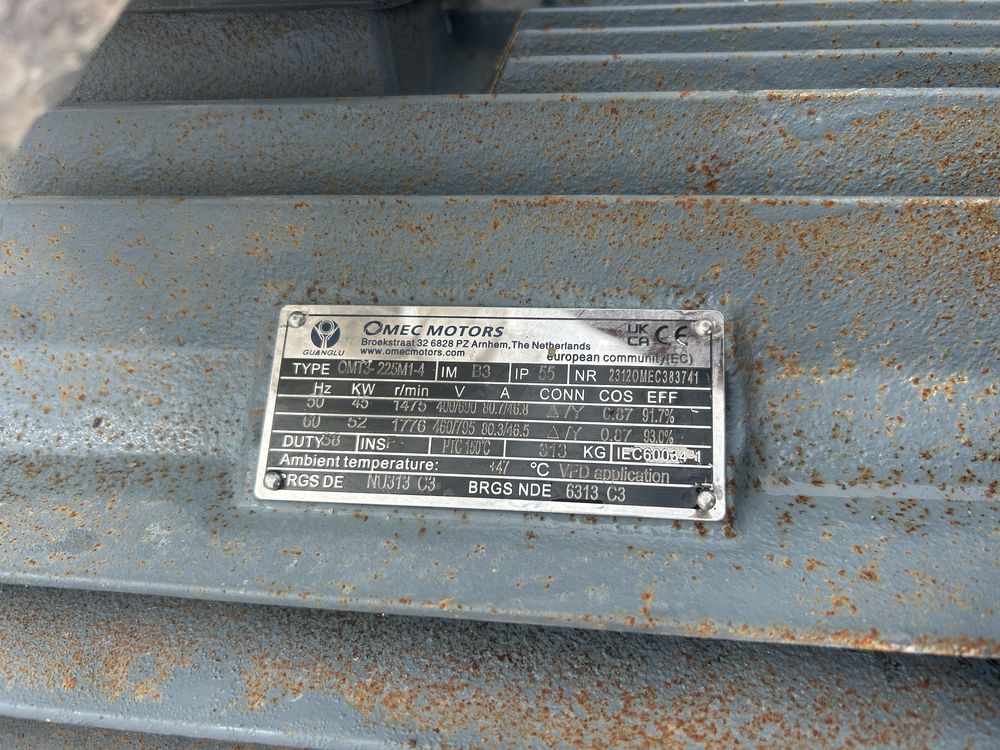 GUANGLU
OMEC MOTORS
UK CA CE
Broekstraat 32 6828 PZ Arnhem,The Netherlands
www.omecmotors.com
european community(EC)
TYPE OMT3-225M1-4 IM B3 IP 55 NR 2312OMEC383741
Hz KW r/min V A CONN COS EFF
50 45 1475 400/690 80.7/46.8 △/Y 0.87 91.7%
60 52 1776 460/795 80.3/46.5 △/Y 0.87 93.0%
DUTY INS PTC 150°C 313 KG IEC60034-1
Ambient temperature: +47 °C VFD application
BRGS DE NU313 C3 BRGS NDE 6313 C3